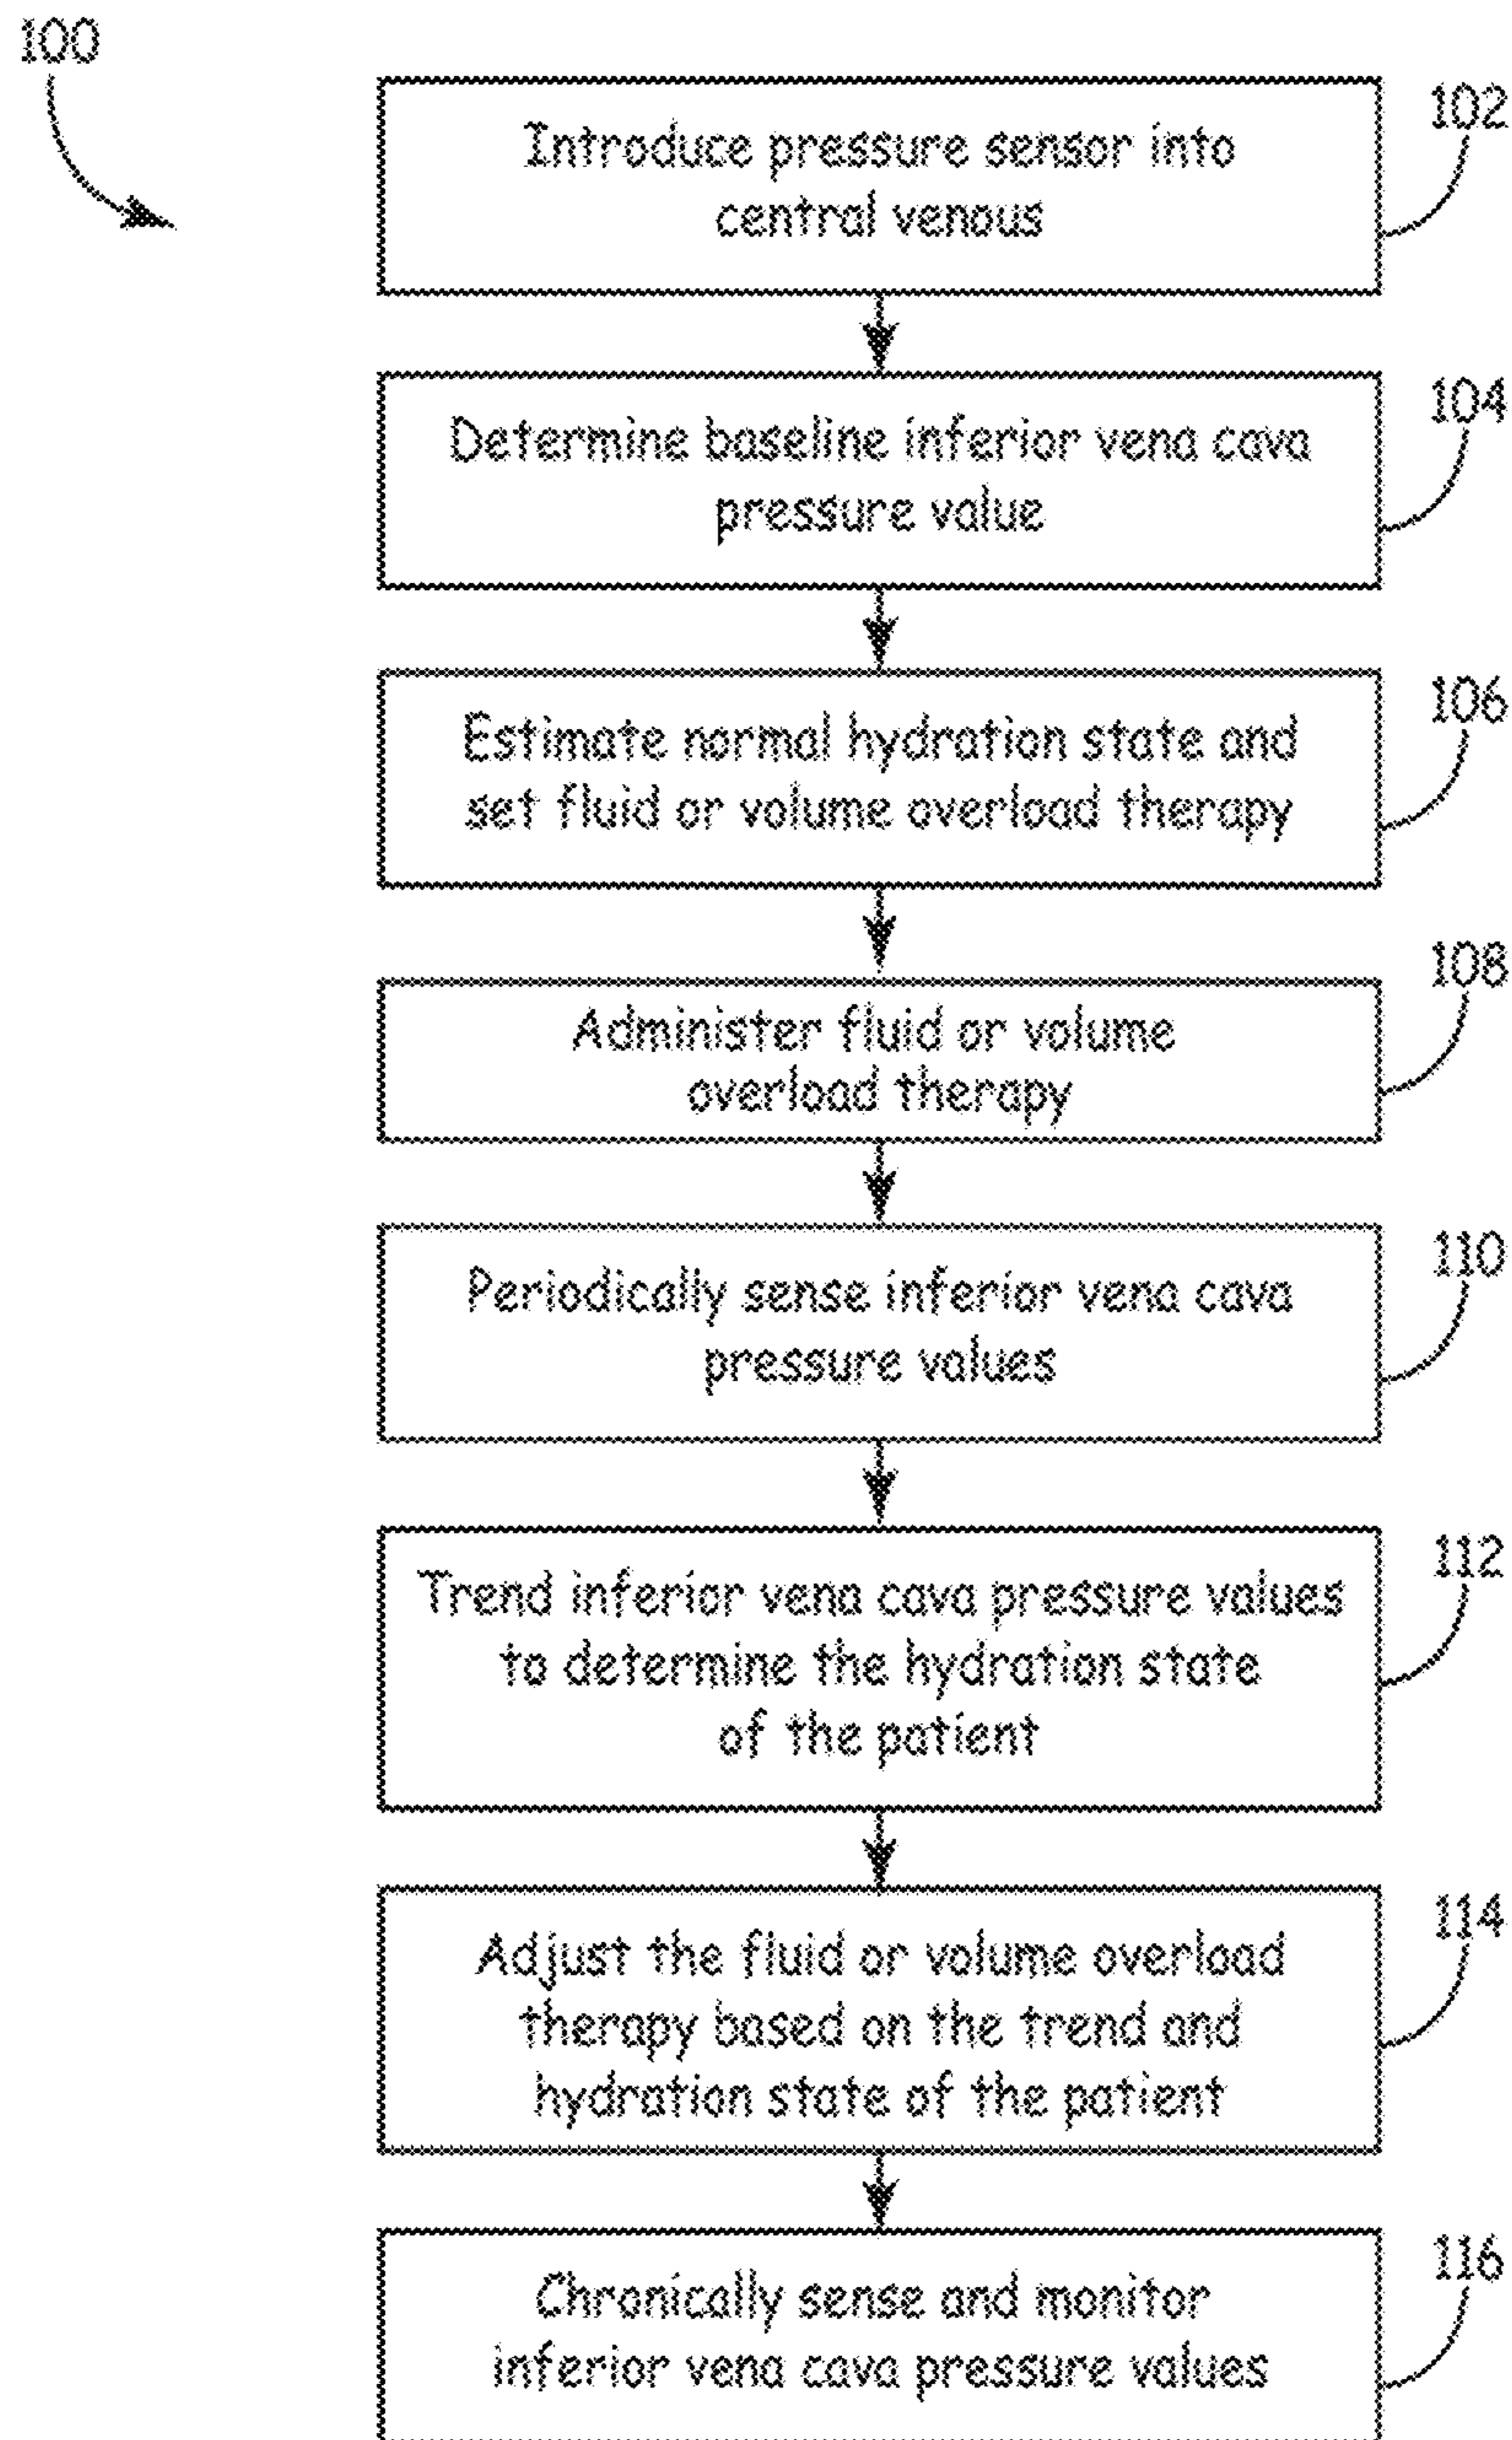 100
102
Introduce pressure sensor into
central venous
104
Determine baseline inferior vena cava
pressure value
106
Estimate normal hydration state and
set fluid or volume overload therapy
108
Administer fluid or volume
overload therapy
110
Periodically sense inferior vena cava
pressure values
112
Trend inferior vena cava pressure values
to determine the hydration state
of the patient
114
Adjust the fluid or volume overload
therapy based on the trend and
hydration state of the patient
116
Chronically sense and monitor
inferior vena cava pressure values